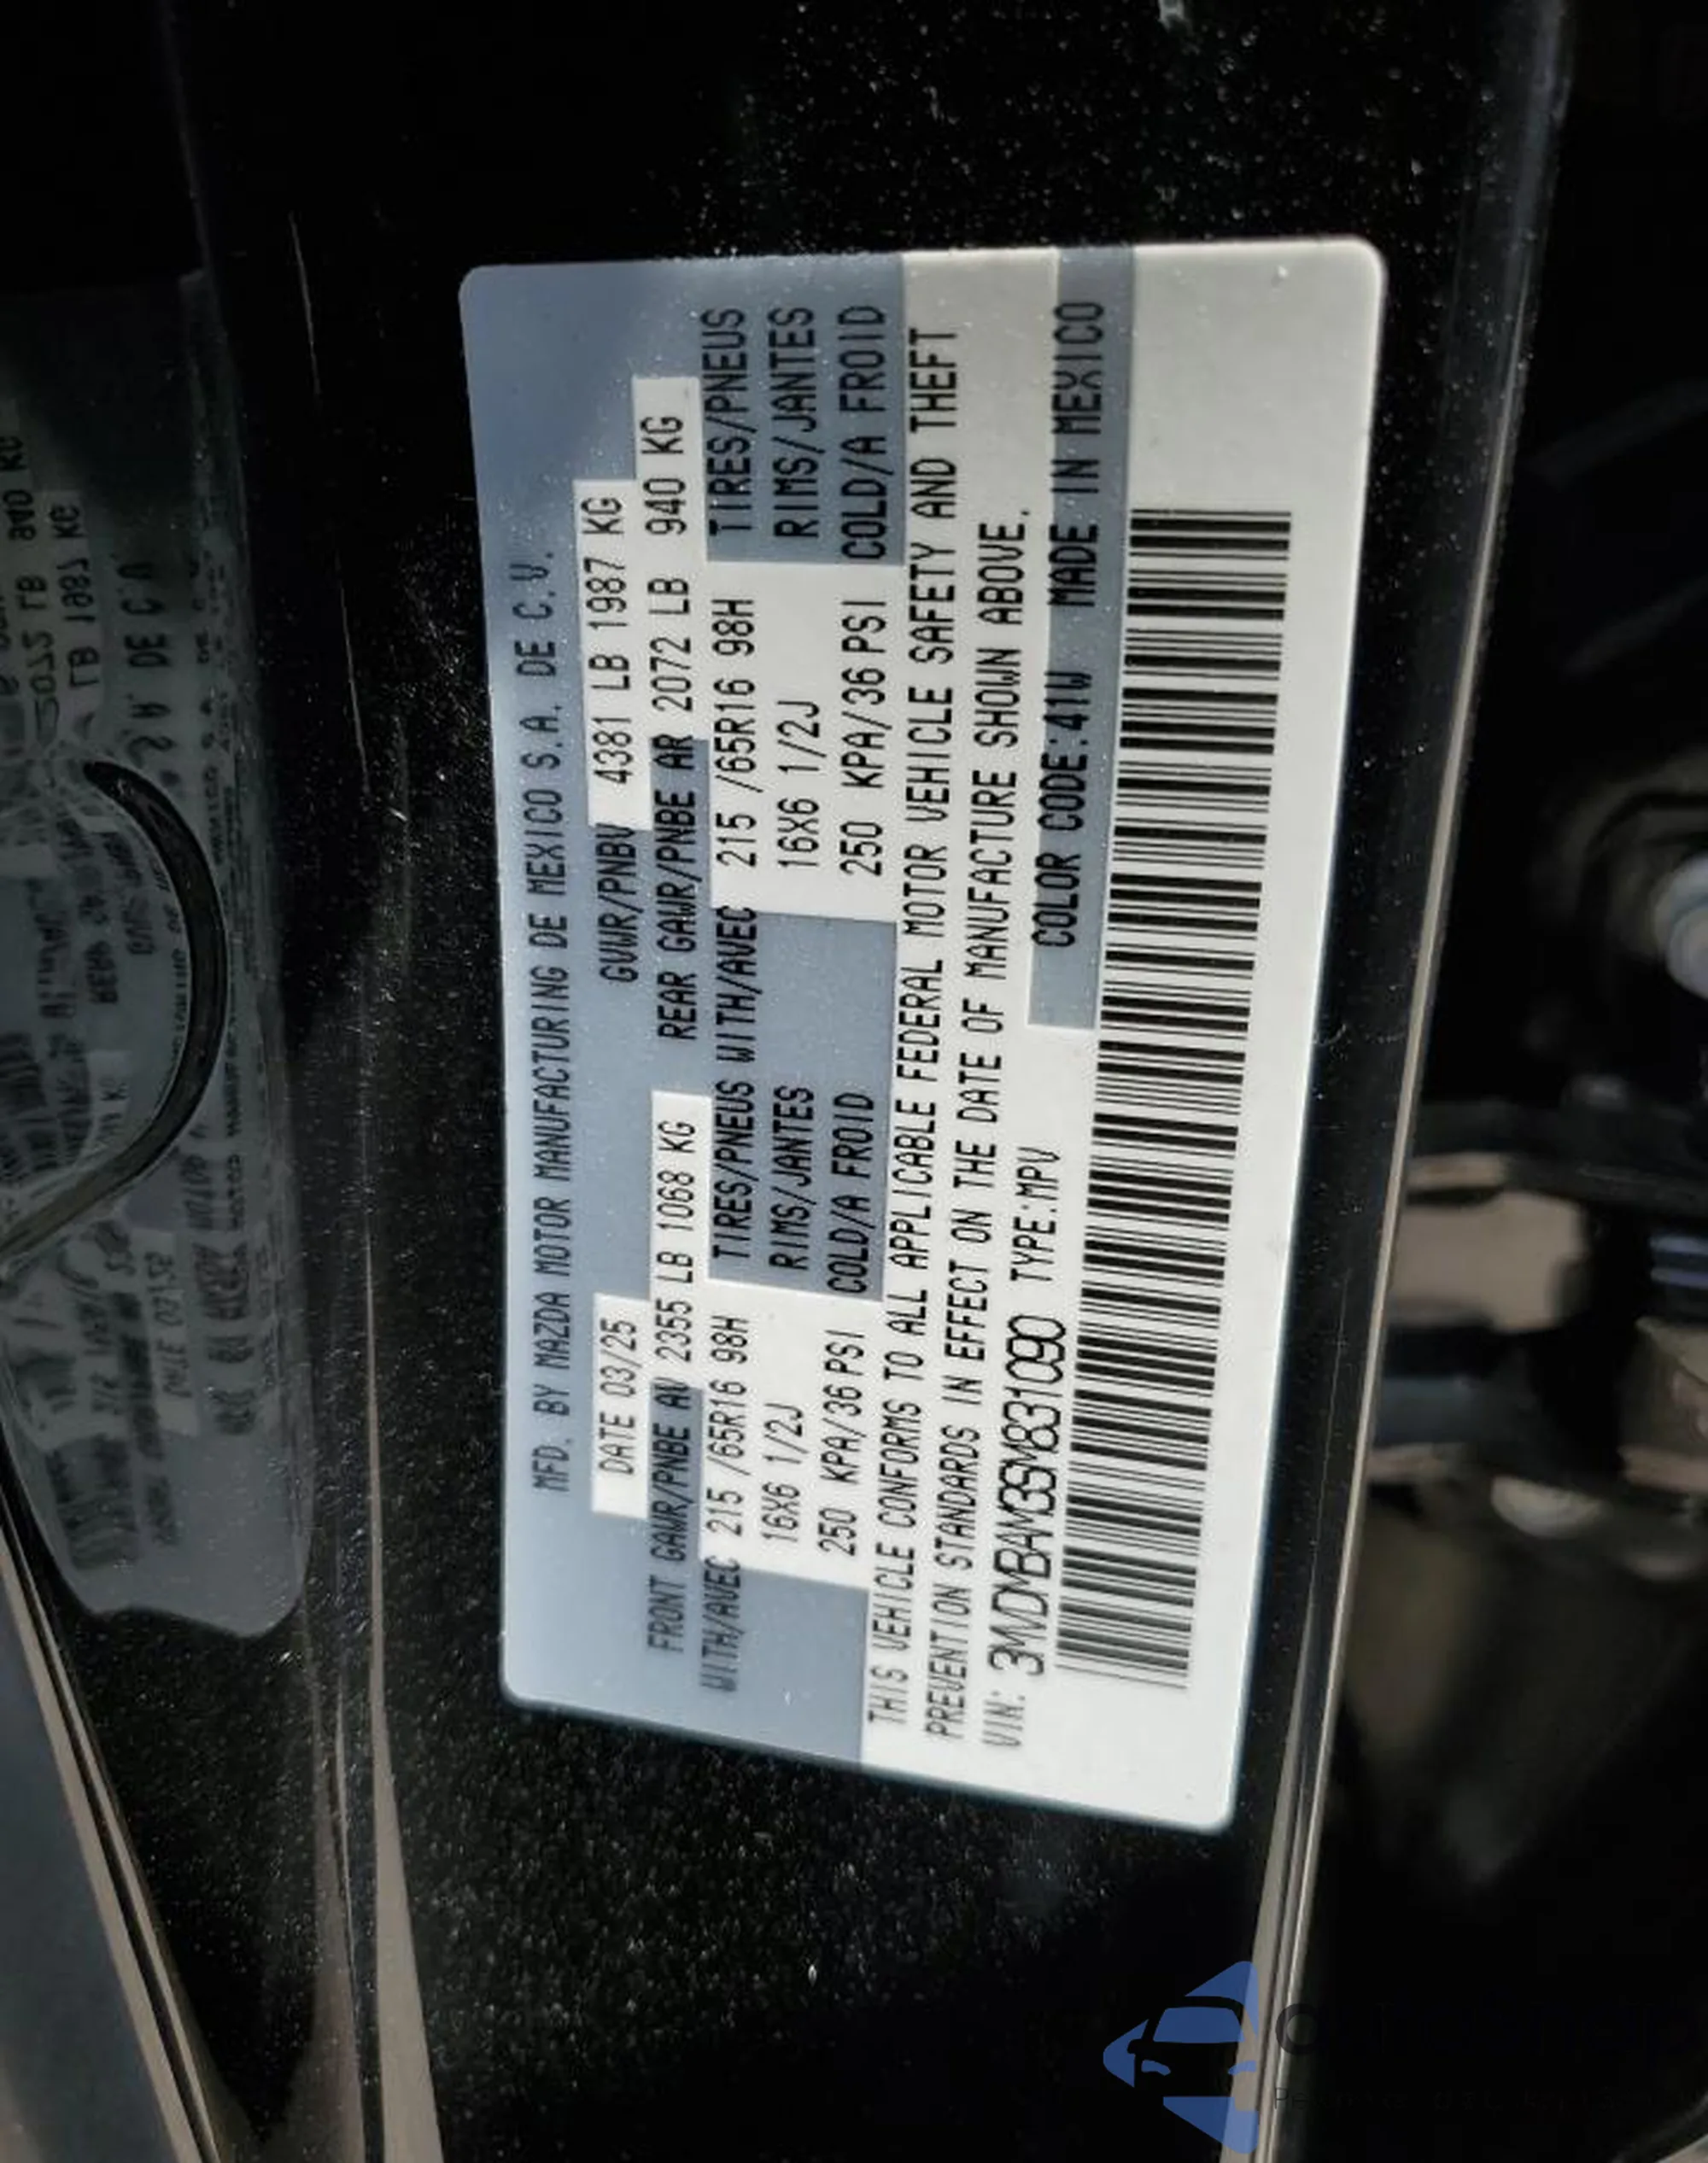 MFD. BY MAZDA MOTOR MANUFACTURING DE MEXICO S.A. DE C.V.
DATE 03/25 GVWR/PNBV 4381 LB 1987 KG
FRONT GAWR/PNBE AV 2355 LB 1068 KG REAR GAWR/PNBE AR 2072 LB 940 KG
WITH/AVEC 215 /65R16 98H TIRES/PNEUS WITH/AVEC 215 /65R16 98H TIRES/PNEUS
16X6 1/2J RIMS/JANTES 16X6 1/2J RIMS/JANTES
250 KPA/36 PSI COLD/A FROID 250 KPA/36 PSI COLD/A FROID
THIS VEHICLE CONFORMS TO ALL APPLICABLE FEDERAL MOTOR VEHICLE SAFETY AND THEFT
PREVENTION STANDARDS IN EFFECT ON THE DATE OF MANUFACTURE SHOWN ABOVE.
VIN: 3MVDMBAM3SM831090 TYPE:MPV COLOR CODE:41W MADE IN MEXICO